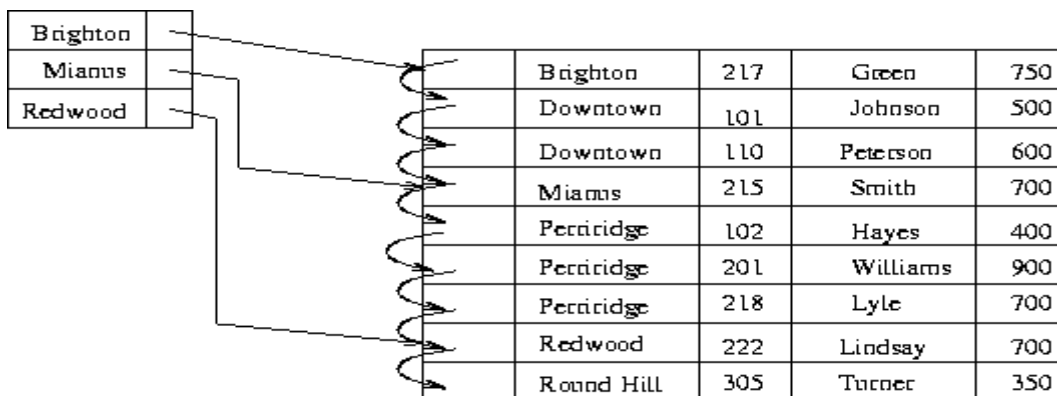 Brighton
Mianus
Redwood
Brighton 217 Green 750
Downtown 101 Johnson 500
Downtown 110 Peterson 600
Mianus 215 Smith 700
Perriridge 102 Hayes 400
Perriridge 201 Williams 900
Perriridge 218 Lyle 700
Redwood 222 Lindsay 700
Round Hill 305 Turner 350